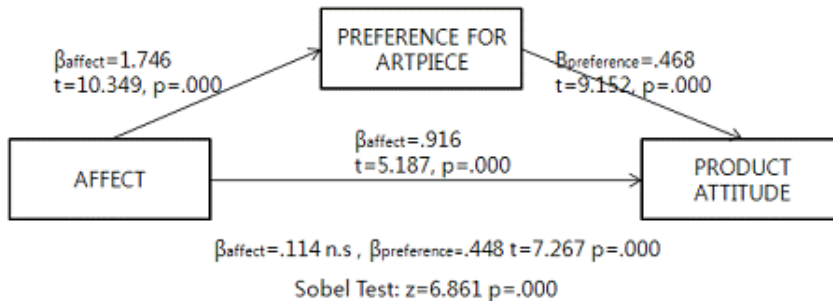 PREFERENCE FOR
ARTPIECE
βaffect=1.746
t=10.349, p=.000
Βpreference=.468
t=9.152, p=.000
βaffect=.916
t=5.187, p=.000
AFFECT
PRODUCT
ATTITUDE
βaffect=.114 n.s , βpreference=.448 t=7.267 p=.000
Sobel Test: z=6.861 p=.000